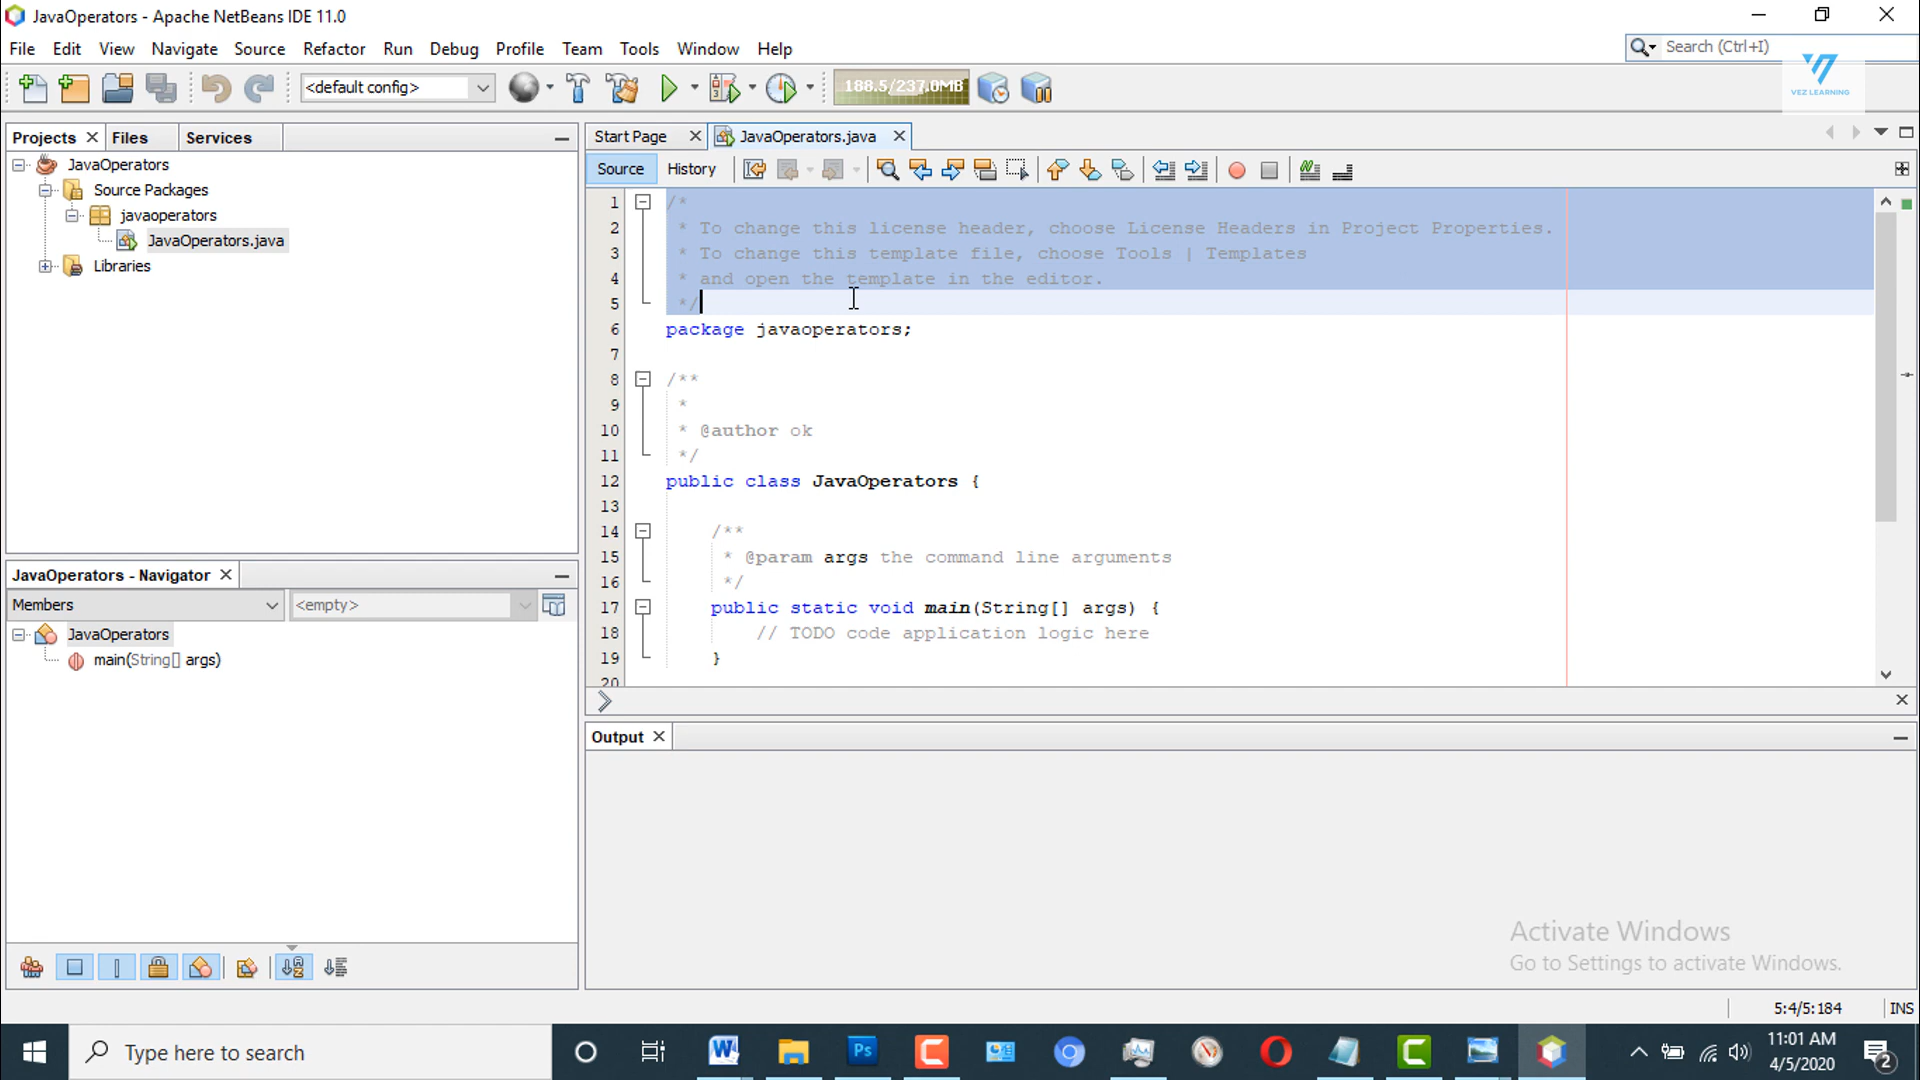 JavaOperators - Apache NetBeans IDE 11.0
File Edit View Navigate Source Refactor Run Debug Profile Team Tools Window Help
Search (Ctrl+I)
<default config>
188.5/237.0MB
VEZ LEARNING
Projects Files Services
JavaOperators
Source Packages
javaoperators
JavaOperators.java
Libraries
JavaOperators - Navigator
Members <empty>
JavaOperators
main(String[] args)
Start Page JavaOperators.java
Source History
1 /*
2 * To change this license header, choose License Headers in Project Properties.
3 * To change this template file, choose Tools | Templates
4 * and open the template in the editor.
5 */
6 package javaoperators;
7
8 /**
9 *
10 * @author ok
11 */
12 public class JavaOperators {
13
14 /**
15 * @param args the command line arguments
16 */
17 public static void main(String[] args) {
18 // TODO code application logic here
19 }
20
Output
Activate Windows
Go to Settings to activate Windows.
5:4/5:184 INS
Type here to search
W
Ps
C
C
11:01 AM
4/5/2020
2